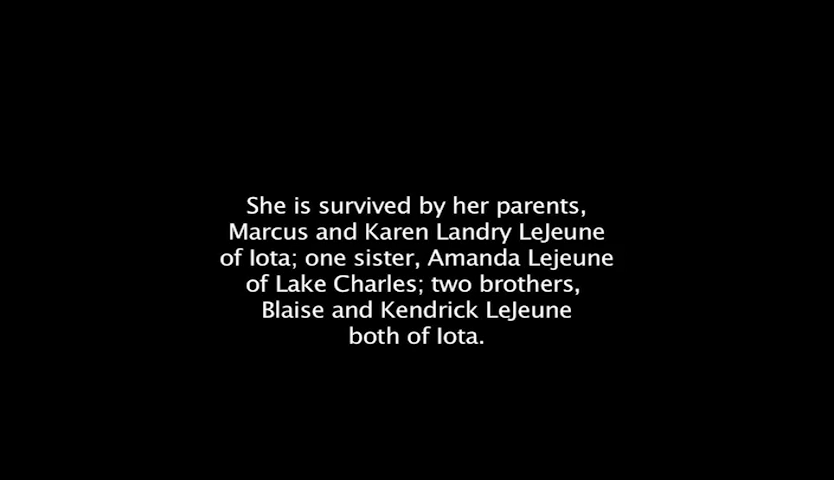 She is survived by her parents,
Marcus and Karen Landry LeJeune
of Iota; one sister, Amanda Lejeune
of Lake Charles; two brothers,
Blaise and Kendrick LeJeune
both of Iota.